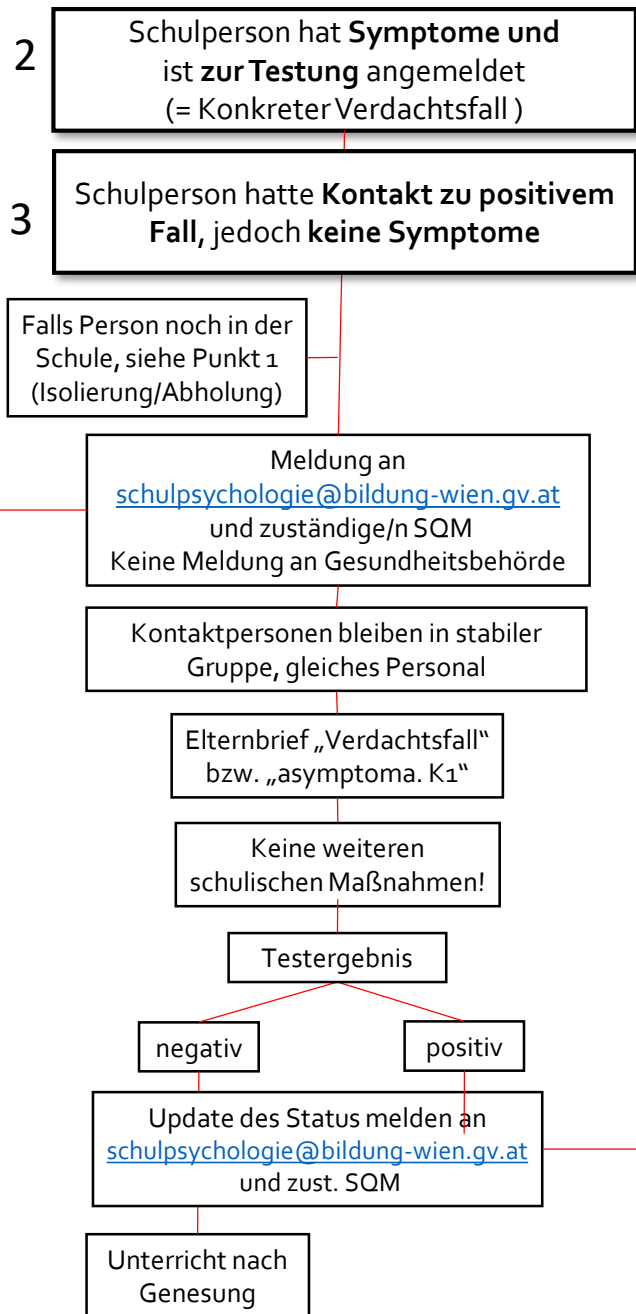 2
Schulperson hat Symptome und
ist zur Testung angemeldet
(= Konkreter Verdachtsfall )
3
Schulperson hatte Kontakt zu positivem
Fall, jedoch keine Symptome
Falls Person noch in der
Schule, siehe Punkt 1
(Isolierung/Abholung)
Meldung an
schulpsychologie@bildung-wien.gv.at
und zuständige/n SQM
Keine Meldung an Gesundheitsbehörde
Kontaktpersonen bleiben in stabiler
Gruppe, gleiches Personal
Elternbrief „Verdachtsfall“
bzw. „asymptoma. K1“
Keine weiteren
schulischen Maßnahmen!
Testergebnis
negativ
positiv
Update des Status melden an
schulpsychologie@bildung-wien.gv.at
und zust. SQM
Unterricht nach
Genesung